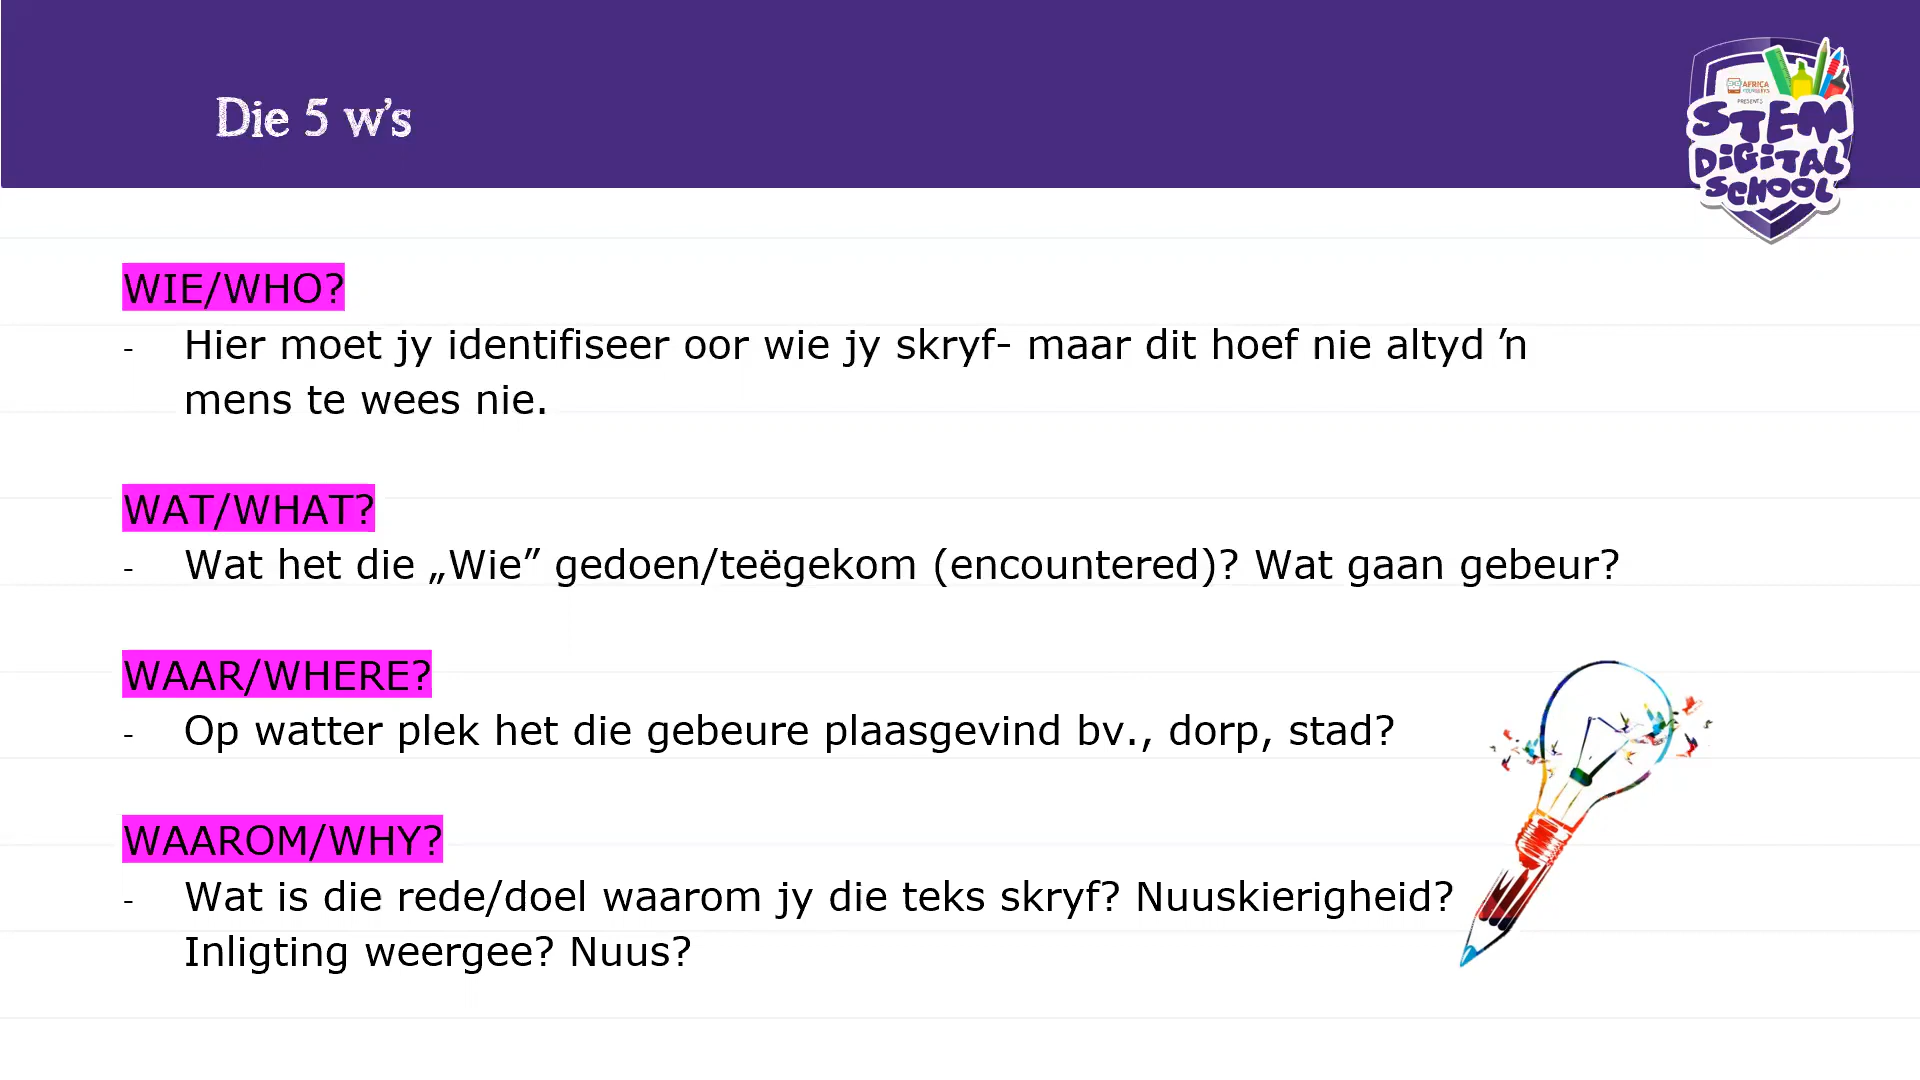 Die 5 w's
AFRICA
PRESENTS
STEM
DIGITAL
SCHOOL
WIE/WHO?
- Hier moet jy identifiseer oor wie jy skryf- maar dit hoef nie altyd ’n
mens te wees nie.
WAT/WHAT?
- Wat het die „Wie” gedoen/teëgekom (encountered)? Wat gaan gebeur?
WAAR/WHERE?
- Op watter plek het die gebeure plaasgevind bv., dorp, stad?
WAAROM/WHY?
- Wat is die rede/doel waarom jy die teks skryf? Nuuskierigheid?
Inligting weergee? Nuus?